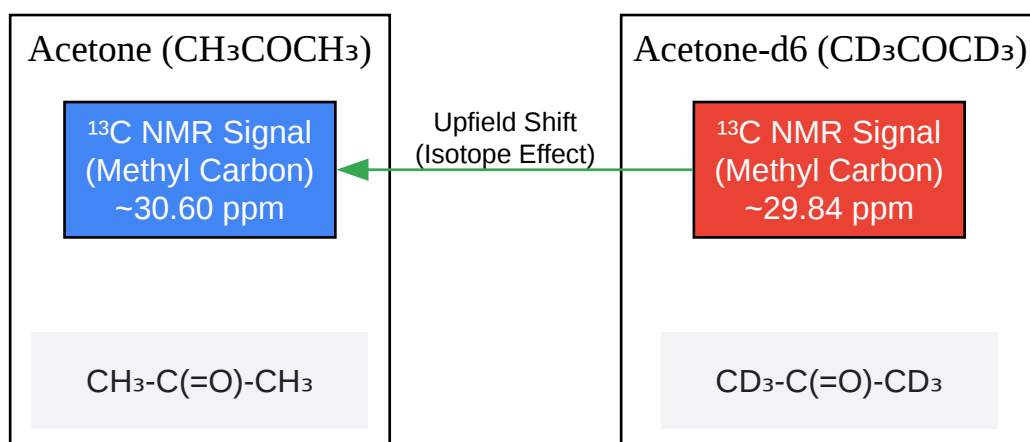 Acetone (CH₃COCH₃)
¹³C NMR Signal
(Methyl Carbon)
~30.60 ppm
CH₃-C(=O)-CH₃
Upfield Shift
(Isotope Effect)
Acetone-d6 (CD₃COCD₃)
¹³C NMR Signal
(Methyl Carbon)
~29.84 ppm
CD₃-C(=O)-CD₃